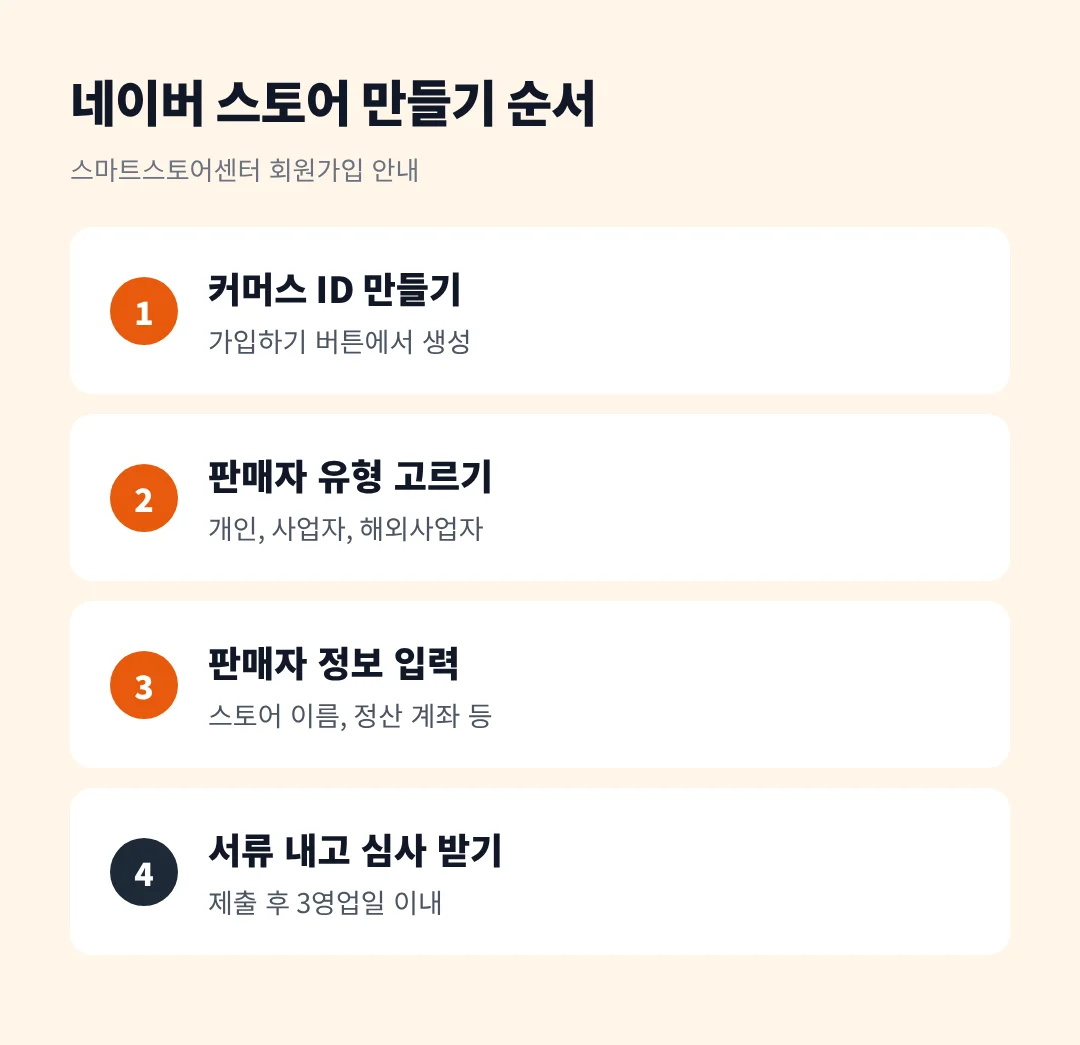 네이버 스토어 만들기 순서
스마트스토어센터 회원가입 안내
1
커머스 ID 만들기
가입하기 버튼에서 생성
2
판매자 유형 고르기
개인, 사업자, 해외사업자
3
판매자 정보 입력
스토어 이름, 정산 계좌 등
4
서류 내고 심사 받기
제출 후 3영업일 이내